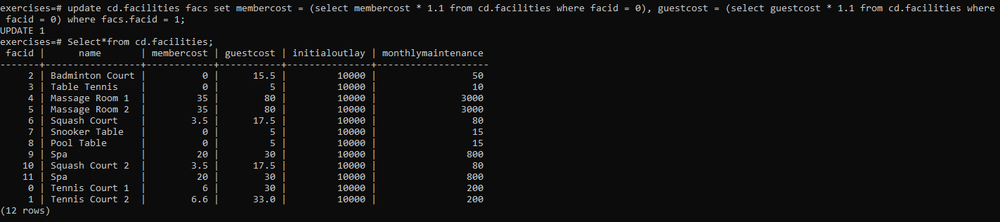 exercises=# update cd.facilities facs set membercost = (select membercost * 1.1 from cd.facilities where facid = 0), guestcost = (select guestcost * 1.1 from cd.facilities where
 facid = 0) where facs.facid = 1;
UPDATE 1
exercises=# Select*from cd.facilities;
 facid |      name       | membercost | guestcost | initialoutlay | monthlymaintenance
-------+-----------------+------------+-----------+---------------+--------------------
     2 | Badminton Court |          0 |      15.5 |         10000 |                 50
     3 | Table Tennis    |          0 |         5 |         10000 |                 10
     4 | Massage Room 1  |         35 |        80 |         10000 |               3000
     5 | Massage Room 2  |         35 |        80 |         10000 |               3000
     6 | Squash Court    |        3.5 |      17.5 |         10000 |                 80
     7 | Snooker Table   |          0 |         5 |         10000 |                 15
     8 | Pool Table      |          0 |         5 |         10000 |                 15
     9 | Spa             |         20 |        30 |         10000 |                800
    10 | Squash Court 2  |        3.5 |      17.5 |         10000 |                 80
    11 | Spa             |         20 |        30 |         10000 |                800
     0 | Tennis Court 1  |          6 |        30 |         10000 |                200
     1 | Tennis Court 2  |        6.6 |      33.0 |         10000 |                200
(12 rows)